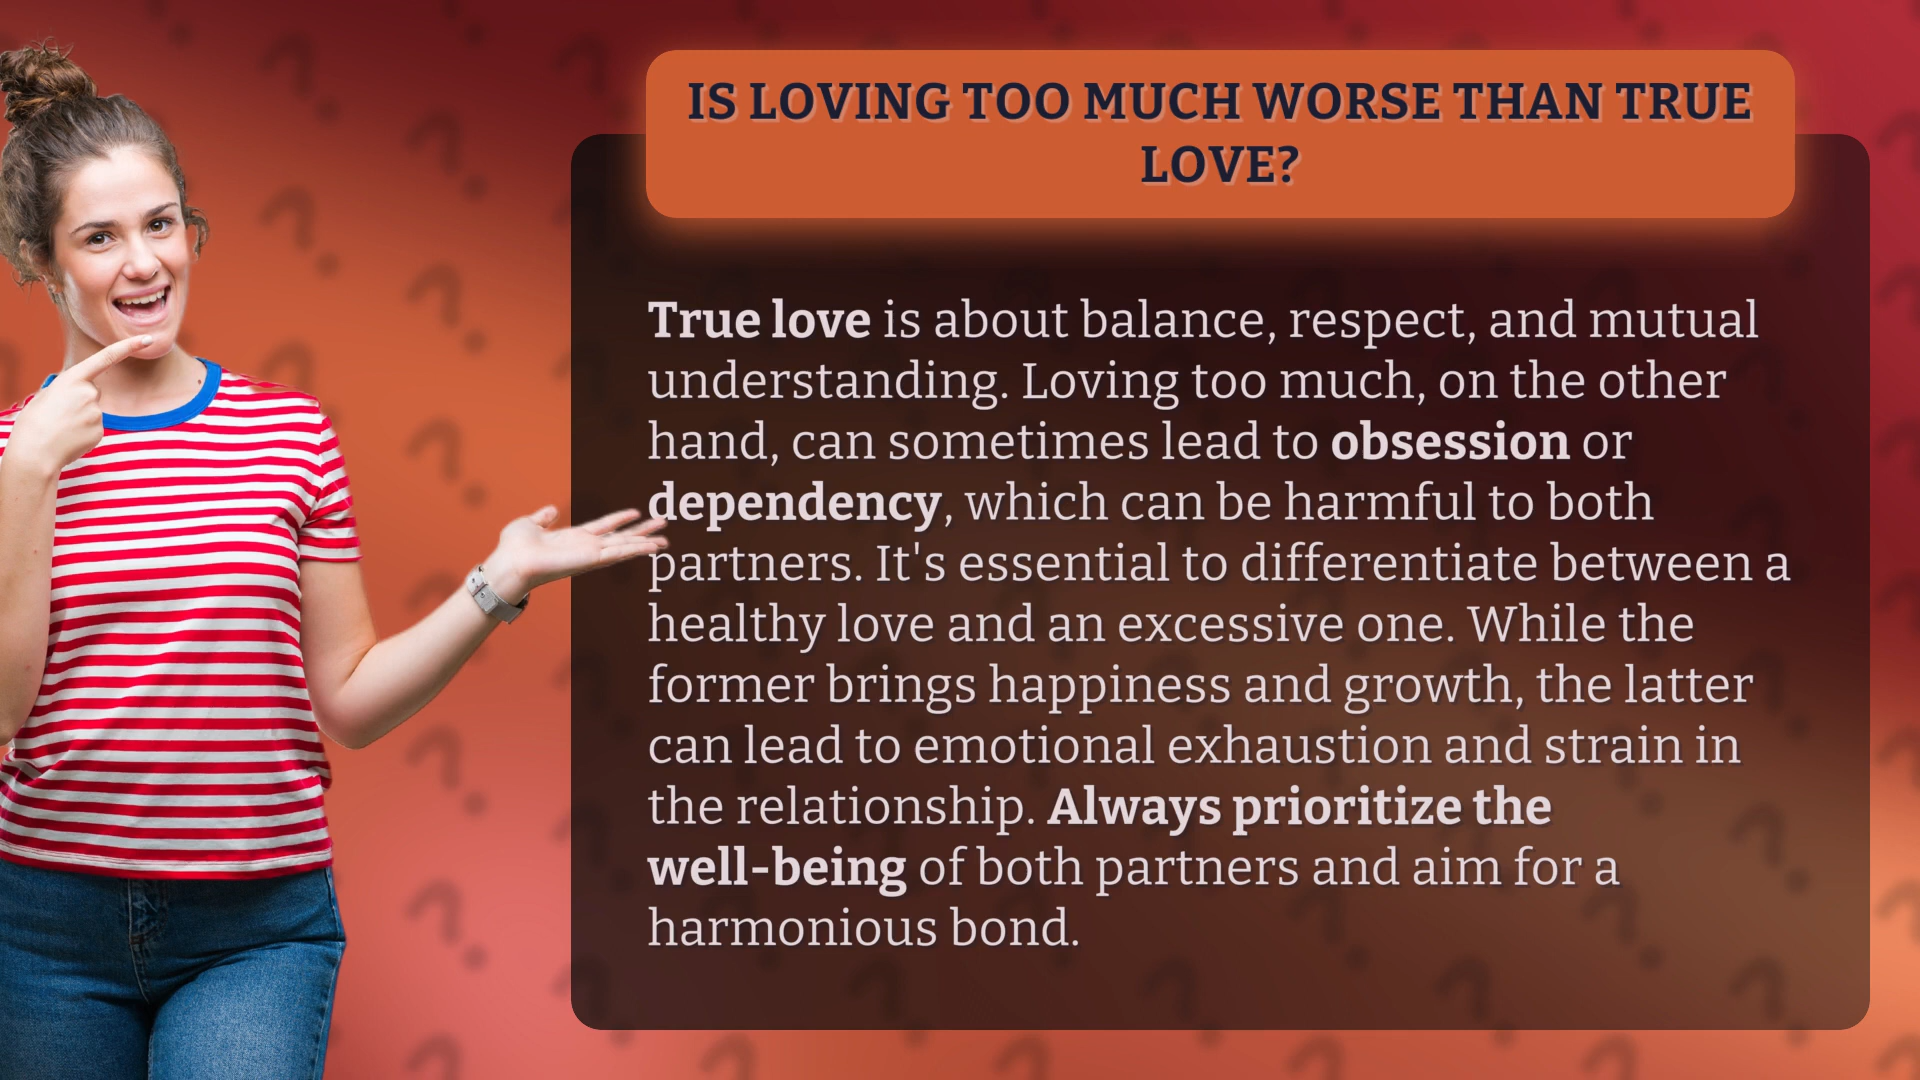 IS LOVING TOO MUCH WORSE THAN TRUE
LOVE?
True love is about balance, respect, and mutual
understanding. Loving too much, on the other
hand, can sometimes lead to obsession or
dependency, which can be harmful to both
partners. It's essential to differentiate between a
healthy love and an excessive one. While the
former brings happiness and growth, the latter
can lead to emotional exhaustion and strain in
the relationship. Always prioritize the
well-being of both partners and aim for a
harmonious bond.